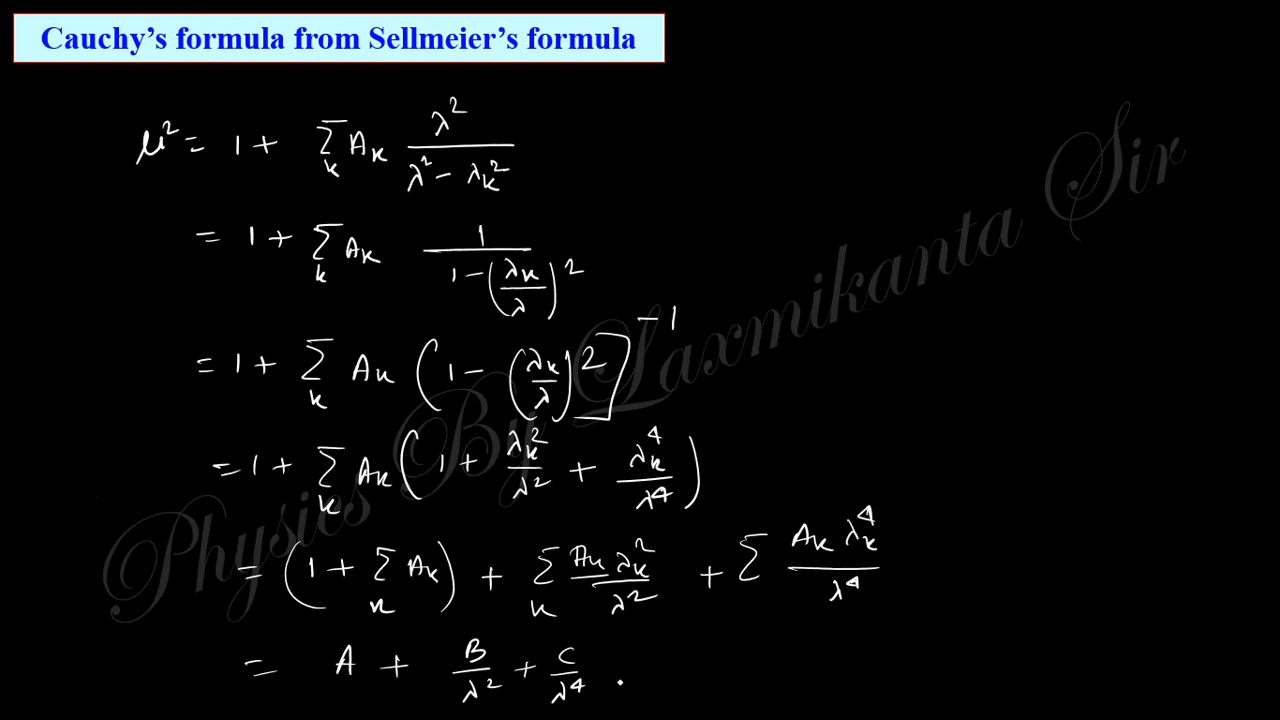 Cauchy’s formula from Sellmeier’s formula
μ² = 1 + Σ_k A_k λ² / (λ² − λ_k²)
= 1 + Σ_k A_k 1 / (1 − (λ_k/λ)²)
= 1 + Σ_k A_k (1 − (λ_k/λ)²]⁻¹
= 1 + Σ_k A_k (1 + λ_k²/λ² + λ_k⁴/λ⁴)
= (1 + Σ_k A_k) + Σ_k A_k λ_k²/λ² + Σ A_k λ_k⁴/λ⁴
= A + B/λ² + C/λ⁴ .
Physics By Laxmikanta Sir